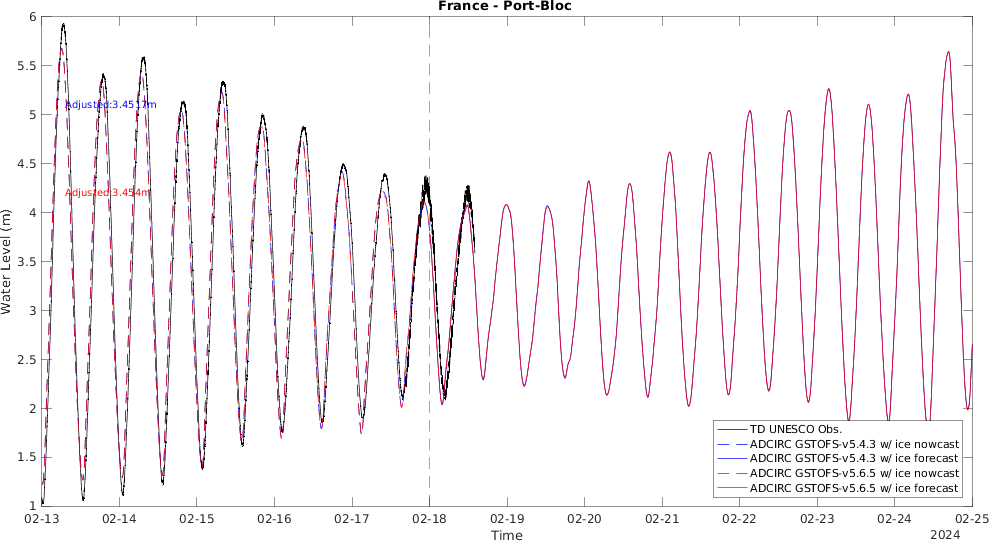 France - Port-Bloc
6
5.5
5
4.5
4
3.5
3
2.5
2
1.5
1
Water Level (m)
Adjusted:3.4517m
Adjusted:3.454m
TD UNESCO Obs.
ADCIRC GSTOFS-v5.4.3 w/ ice nowcast
ADCIRC GSTOFS-v5.4.3 w/ ice forecast
ADCIRC GSTOFS-v5.6.5 w/ ice nowcast
ADCIRC GSTOFS-v5.6.5 w/ ice forecast
02-13 02-14 02-15 02-16 02-17 02-18 02-19 02-20 02-21 02-22 02-23 02-24 02-25
Time
2024